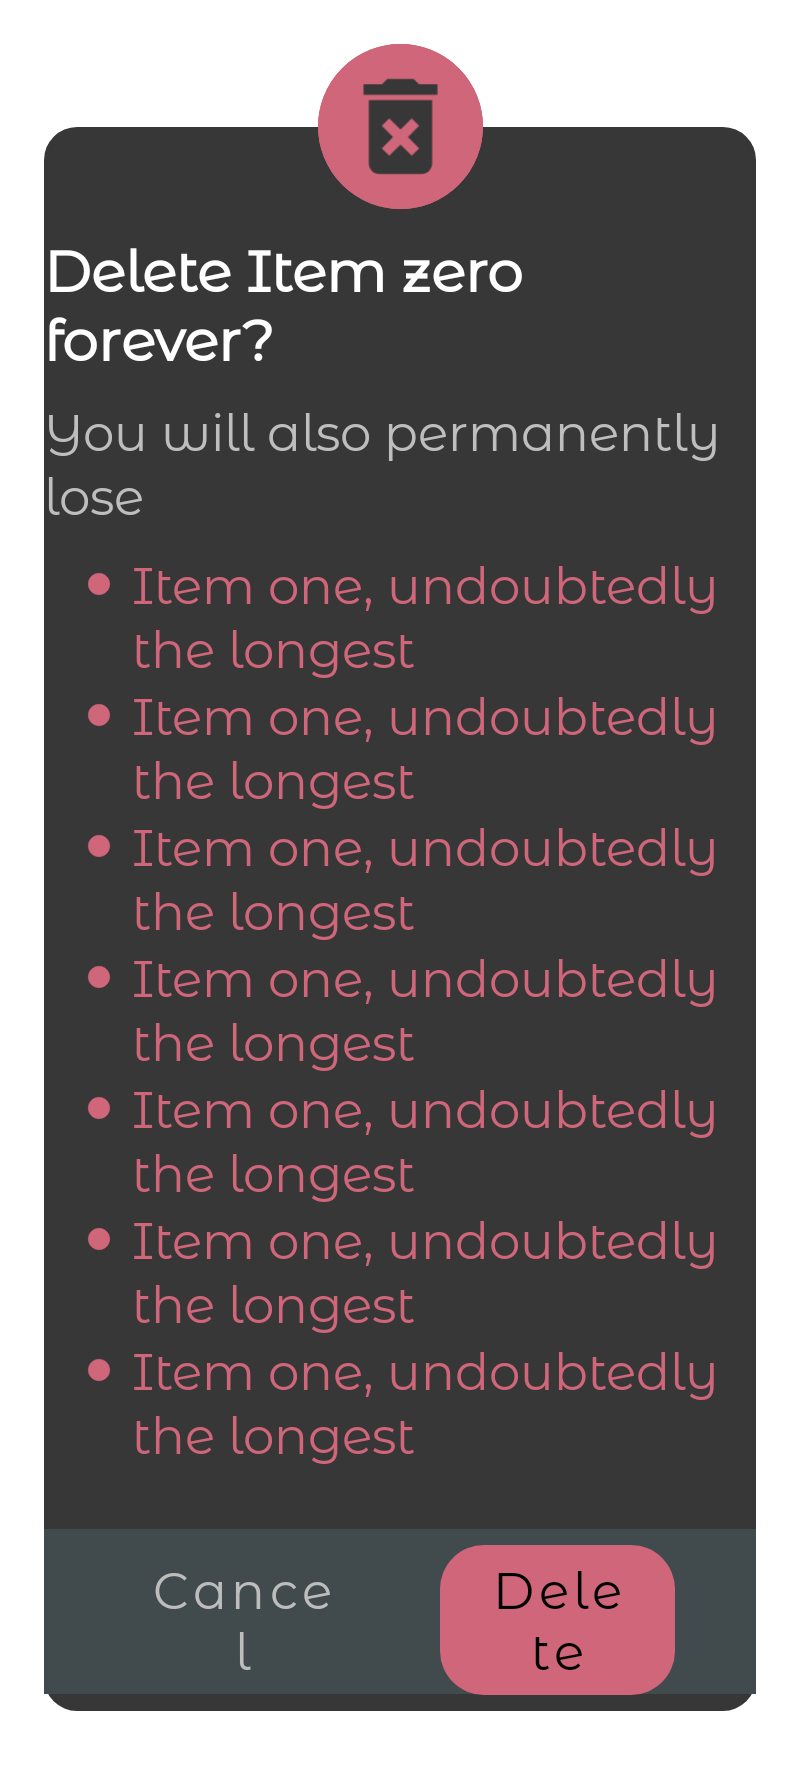 Delete Item zero
forever?
You will also permanently
lose
Item one, undoubtedly
the longest
Item one, undoubtedly
the longest
Item one, undoubtedly
the longest
Item one, undoubtedly
the longest
Item one, undoubtedly
the longest
Item one, undoubtedly
the longest
Item one, undoubtedly
the longest
Cance
l
Dele
te